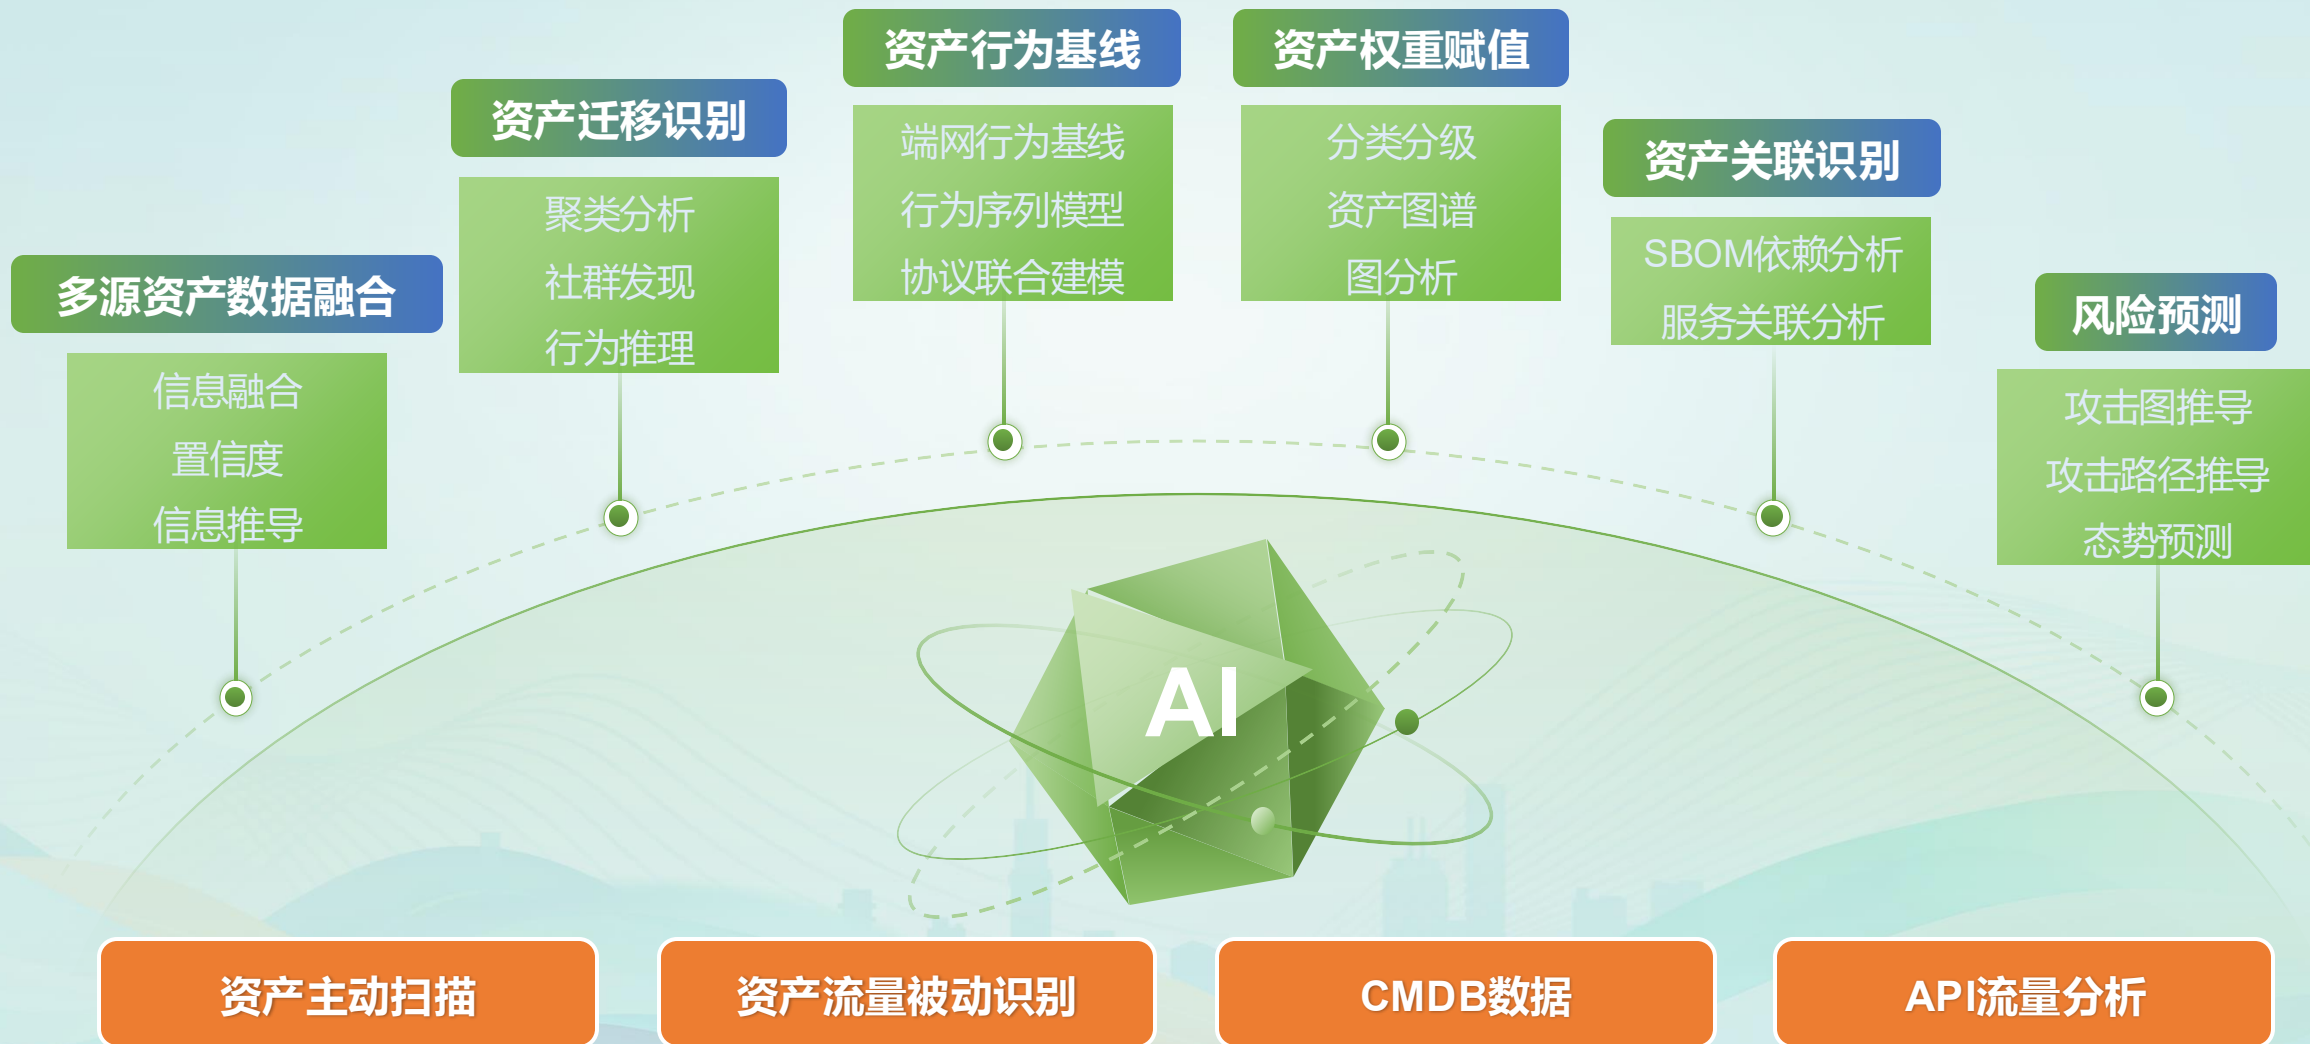 多源资产数据融合
信息融合
置信度
信息推导
资产迁移识别
聚类分析
社群发现
行为推理
资产行为基线
端网行为基线
行为序列模型
协议联合建模
资产权重赋值
分类分级
资产图谱
图分析
资产关联识别
SBOM依赖分析
服务关联分析
风险预测
攻击图推导
攻击路径推导
态势预测
AI
资产主动扫描
资产流量被动识别
CMDB数据
API流量分析